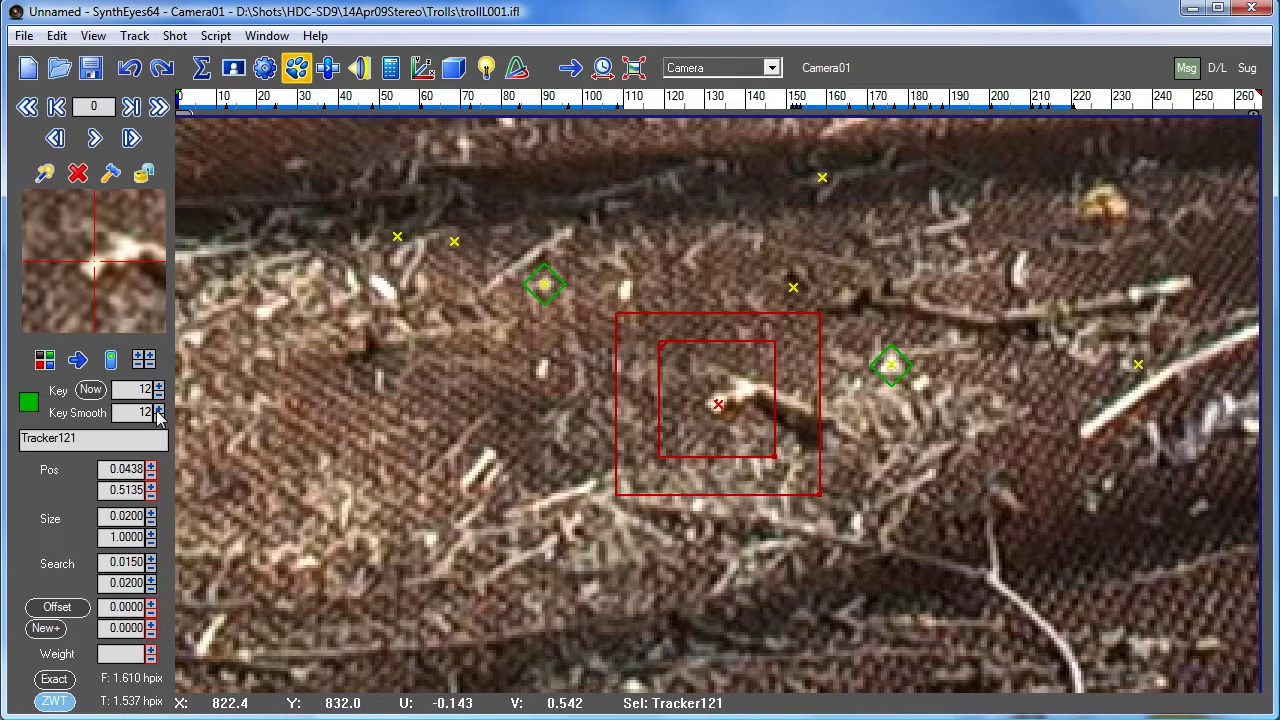 Unnamed - SynthEyes64 - Camera01 - D:\Shots\HDC-SD9\14Apr09Stereo\Trolls\trollL001.ifl
File Edit View Track Shot Script Window Help
Camera Camera01 Msg D/L Sug
0 10 20 30 40 50 60 70 80 90 100 110 120 130 140 150 160 170 180 190 200 210 220 230 240 250 260
0
Key Now 12
Key Smooth 12
Tracker121
Pos 0.0438
0.5135
Size 0.0200
1.0000
Search 0.0150
0.0200
Offset 0.0000
New+ 0.0000
Weight
Exact F: 1.610 hpix
ZWT T: 1.537 hpix
X: 822.4 Y: 832.0 U: -0.143 V: 0.542 Sel: Tracker121